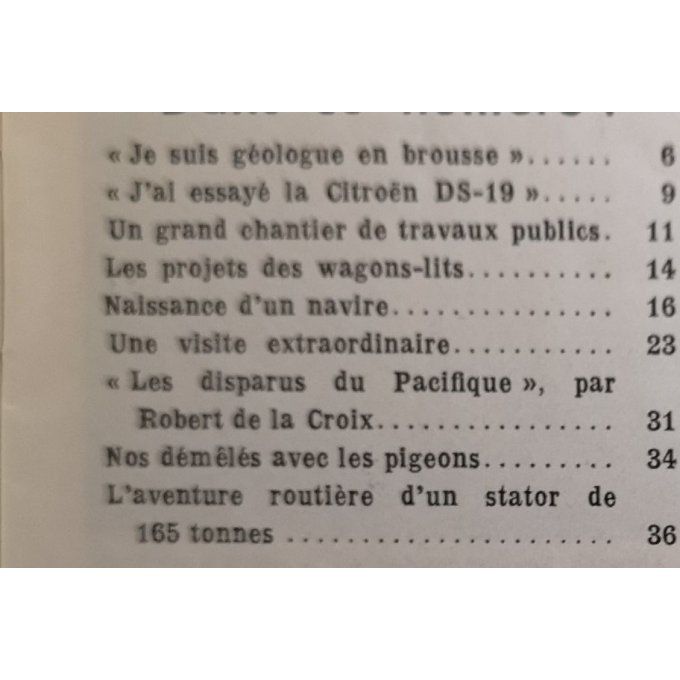 « Je suis géologue en brousse »...... 6
« J'ai essayé la Citroën DS-19 »..... 9
Un grand chantier de travaux publics. 11
Les projets des wagons-lits.......... 14
Naissance d'un navire................ 16
Une visite extraordinaire............ 23
« Les disparus du Pacifique », par
Robert de la Croix................. 31
Nos démêlés avec les pigeons......... 34
L'aventure routière d'un stator de
165 tonnes ........................ 36